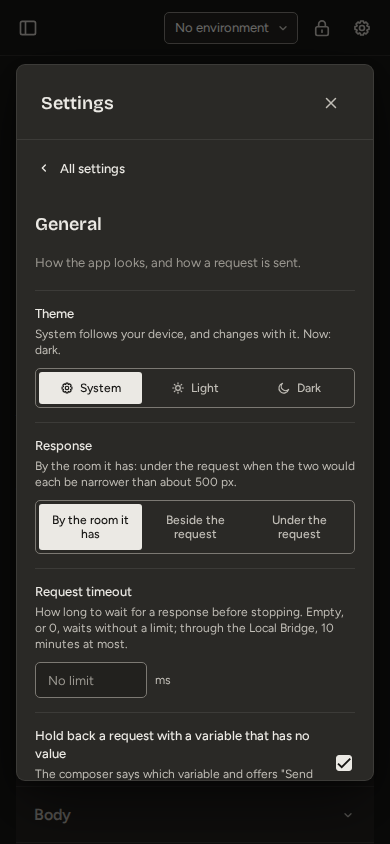 No environment
Settings
All settings
General
How the app looks, and how a request is sent.
Theme
System follows your device, and changes with it. Now:
dark.
System
Light
Dark
Response
By the room it has: under the request when the two would
each be narrower than about 500 px.
By the room it
has
Beside the
request
Under the
request
Request timeout
How long to wait for a response before stopping. Empty,
or 0, waits without a limit; through the Local Bridge, 10
minutes at most.
No limit
ms
Hold back a request with a variable that has no
value
The composer says which variable and offers "Send
Body